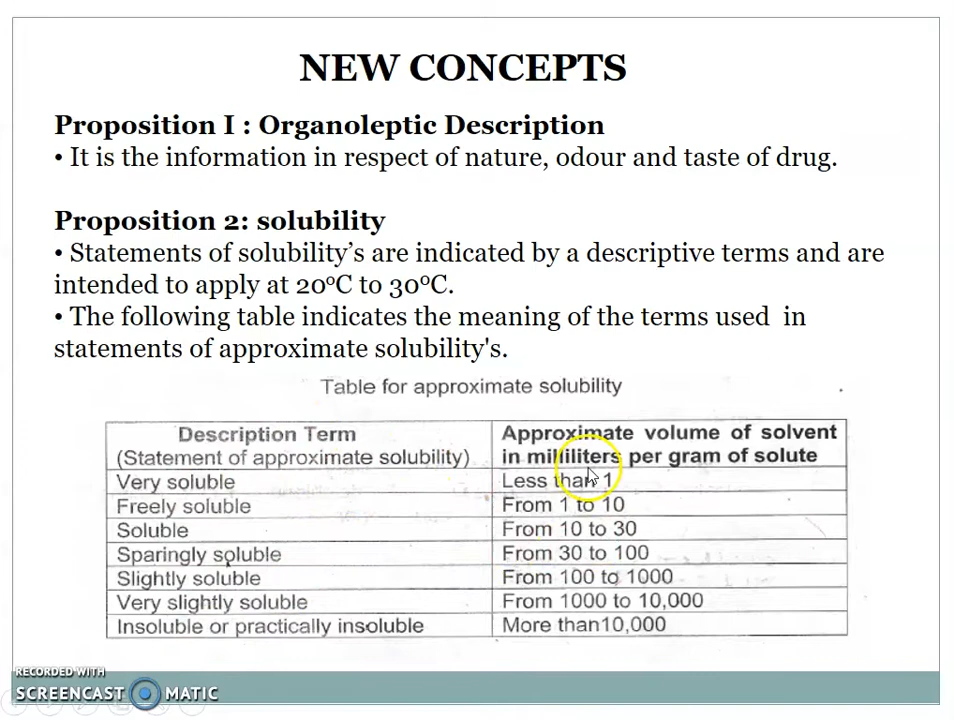 NEW CONCEPTS
Proposition I : Organoleptic Description
• It is the information in respect of nature, odour and taste of drug.
Proposition 2: solubility
• Statements of solubility’s are indicated by a descriptive terms and are
intended to apply at 20⁰C to 30⁰C.
• The following table indicates the meaning of the terms used in
statements of approximate solubility's.
Table for approximate solubility
Description Term
(Statement of approximate solubility)
Approximate volume of solvent
in milliliters per gram of solute
Very soluble Less than 1
Freely soluble From 1 to 10
Soluble From 10 to 30
Sparingly soluble From 30 to 100
Slightly soluble From 100 to 1000
Very slightly soluble From 1000 to 10,000
Insoluble or practically insoluble More than10,000
RECORDED WITH
SCREENCAST MATIC